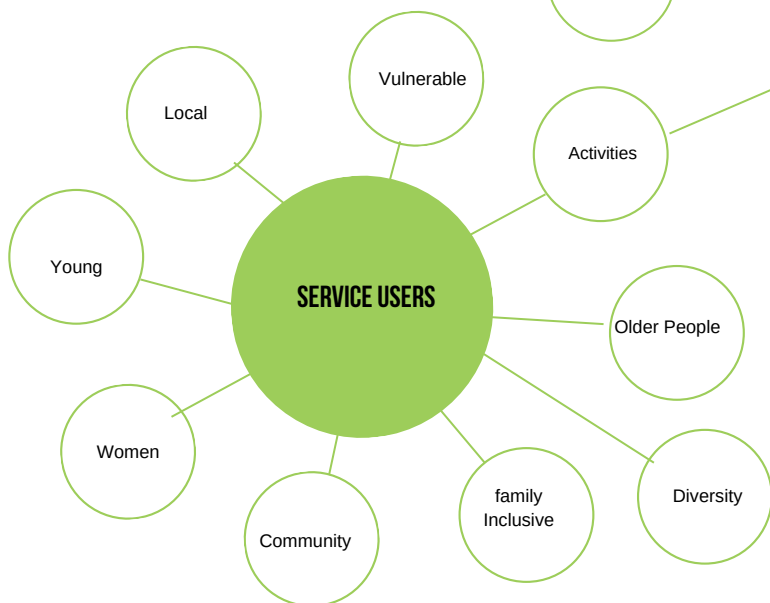 Vulnerable
Local
Activities
Young
SERVICE USERS
Older People
Women
family
Inclusive
Diversity
Community